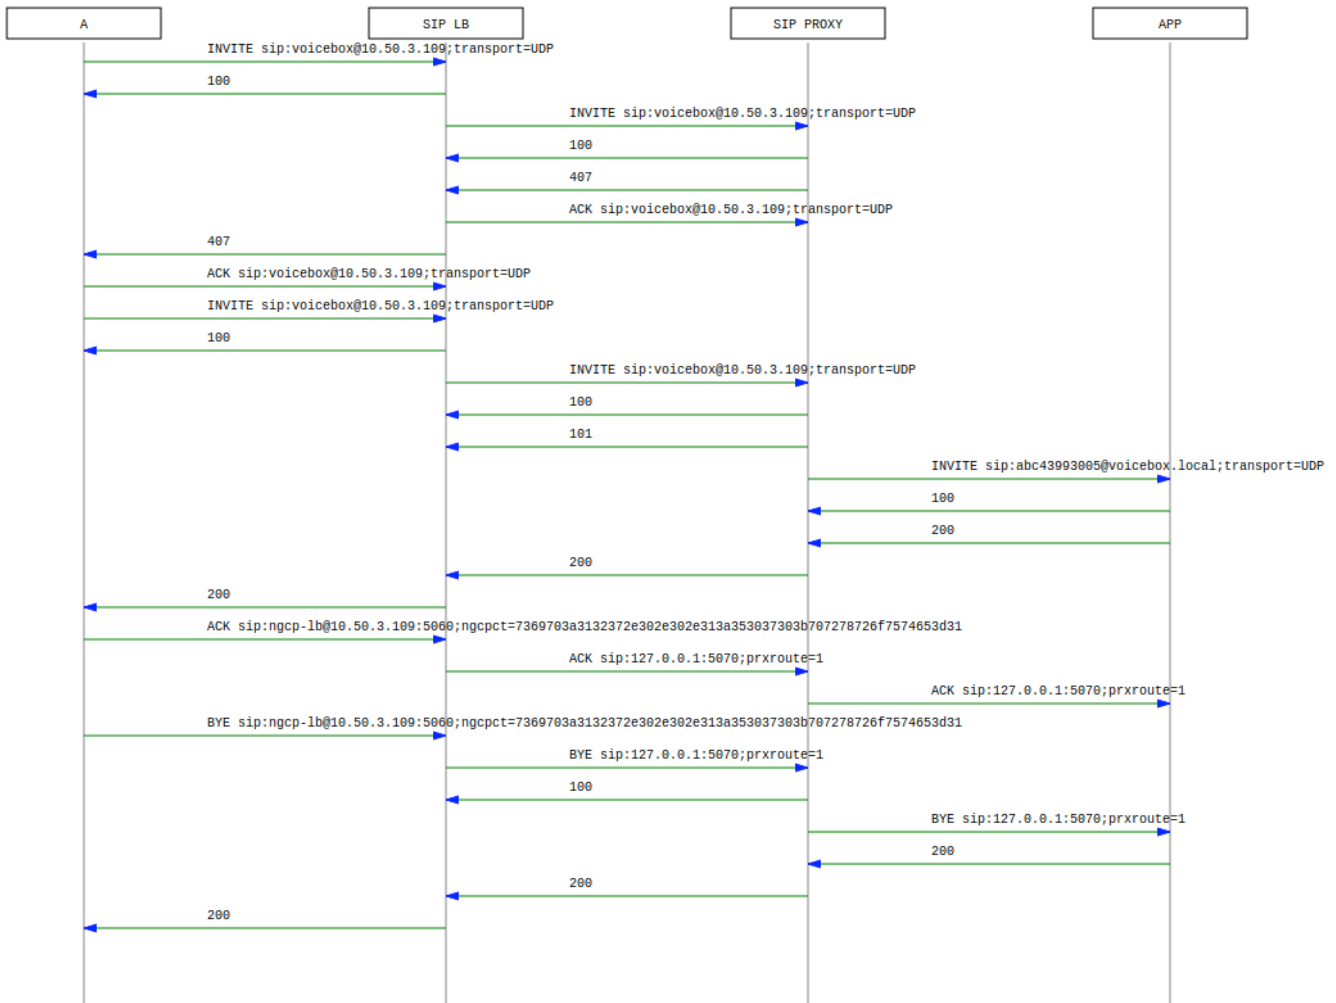 A
SIP LB
SIP PROXY
APP
INVITE sip:voicebox@10.50.3.109;transport=UDP
100
INVITE sip:voicebox@10.50.3.109;transport=UDP
100
407
ACK sip:voicebox@10.50.3.109;transport=UDP
407
ACK sip:voicebox@10.50.3.109;transport=UDP
INVITE sip:voicebox@10.50.3.109;transport=UDP
100
INVITE sip:voicebox@10.50.3.109;transport=UDP
100
101
INVITE sip:abc43993005@voicebox.local;transport=UDP
100
200
200
200
ACK sip:ngcp-lb@10.50.3.109:5060;ngcpct=7369703a3132372e302e302e313a353037303b707278726f7574653d31
ACK sip:127.0.0.1:5070;prxroute=1
ACK sip:127.0.0.1:5070;prxroute=1
BYE sip:ngcp-lb@10.50.3.109:5060;ngcpct=7369703a3132372e302e302e313a353037303b707278726f7574653d31
BYE sip:127.0.0.1:5070;prxroute=1
100
BYE sip:127.0.0.1:5070;prxroute=1
200
200
200